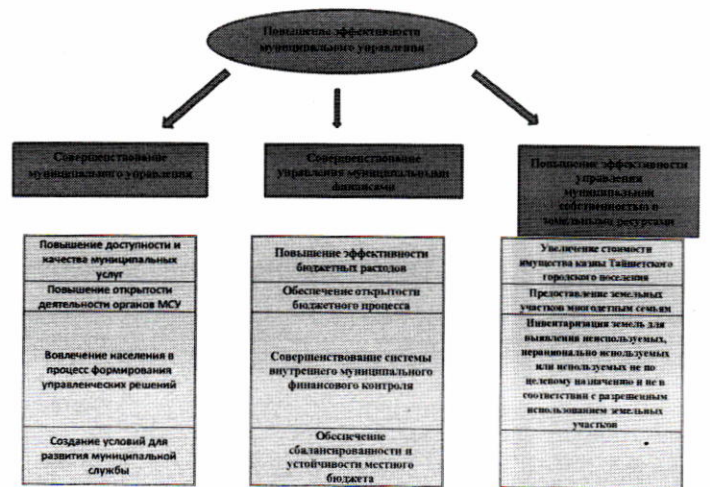 Повышение эффективности
муниципального управления
Совершенствование
муниципального управления
Совершенствование
управления муниципальными
финансами
Повышение эффективности
управления
муниципальной
собственностью и
земельными ресурсами
Повышение доступности и
качества муниципальных
услуг
Повышение открытости
деятельности органов МСУ
Вовлечение населения в
процесс формирования
управленческих решений
Создание условий для
развития муниципальной
службы
Повышение эффективности
бюджетных расходов
Обеспечение открытости
бюджетного процесса
Совершенствование системы
внутреннего муниципального
финансового контроля
Обеспечение
сбалансированности и
устойчивости местного
бюджета
Увеличение стоимости
имущества казны Тайшетского
городского поселения
Предоставление земельных
участков многодетным семьям
Инвентаризация земель для
выявления неиспользуемых,
нерационально используемых
или используемых не по
целевому назначению и не в
соответствии с разрешенным
использованием земельных
участков